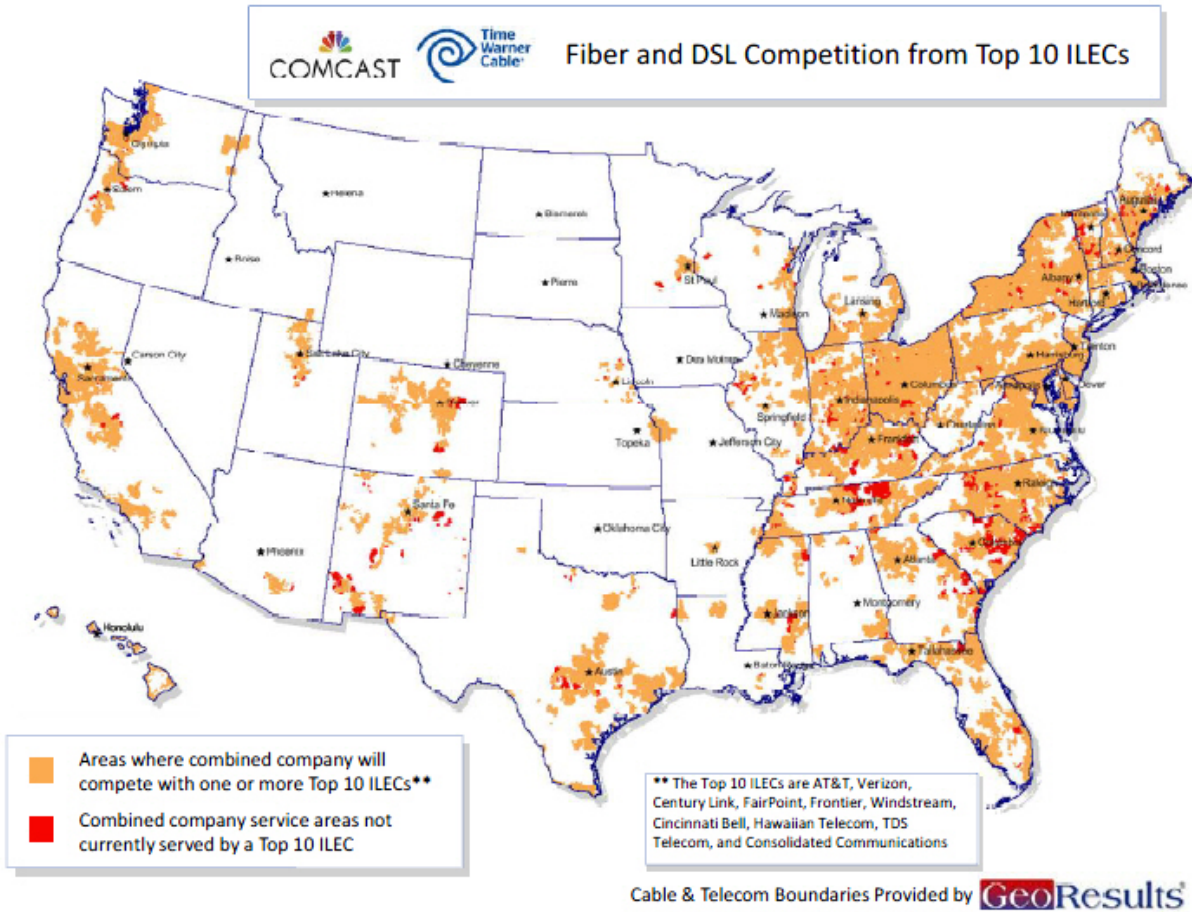 COMCAST
Time
Warner
Cable
Fiber and DSL Competition from Top 10 ILECs
Olympia
Salem
Helena
Boise
Bismarck
Pierre
St Paul
Augusta
Concord
Boston
Albany
Hartford
Lansing
Madison
Carson City
Sacramento
Salt Lake City
Cheyenne
Lincoln
Des Moines
Trenton
Harrisburg
Dover
Annapolis
Columbus
Indianapolis
Springfield
Topeka
Jefferson City
Frankfort
Charleston
Raleigh
Santa Fe
Oklahoma City
Phoenix
Little Rock
Atlanta
Montgomery
Jackson
Tallahassee
Austin
Honolulu
Areas where combined company will
compete with one or more Top 10 ILECs**
Combined company service areas not
currently served by a Top 10 ILEC
** The Top 10 ILECs are AT&T, Verizon,
Century Link, FairPoint, Frontier, Windstream,
Cincinnati Bell, Hawaiian Telecom, TDS
Telecom, and Consolidated Communications
Cable & Telecom Boundaries Provided by GeoResults